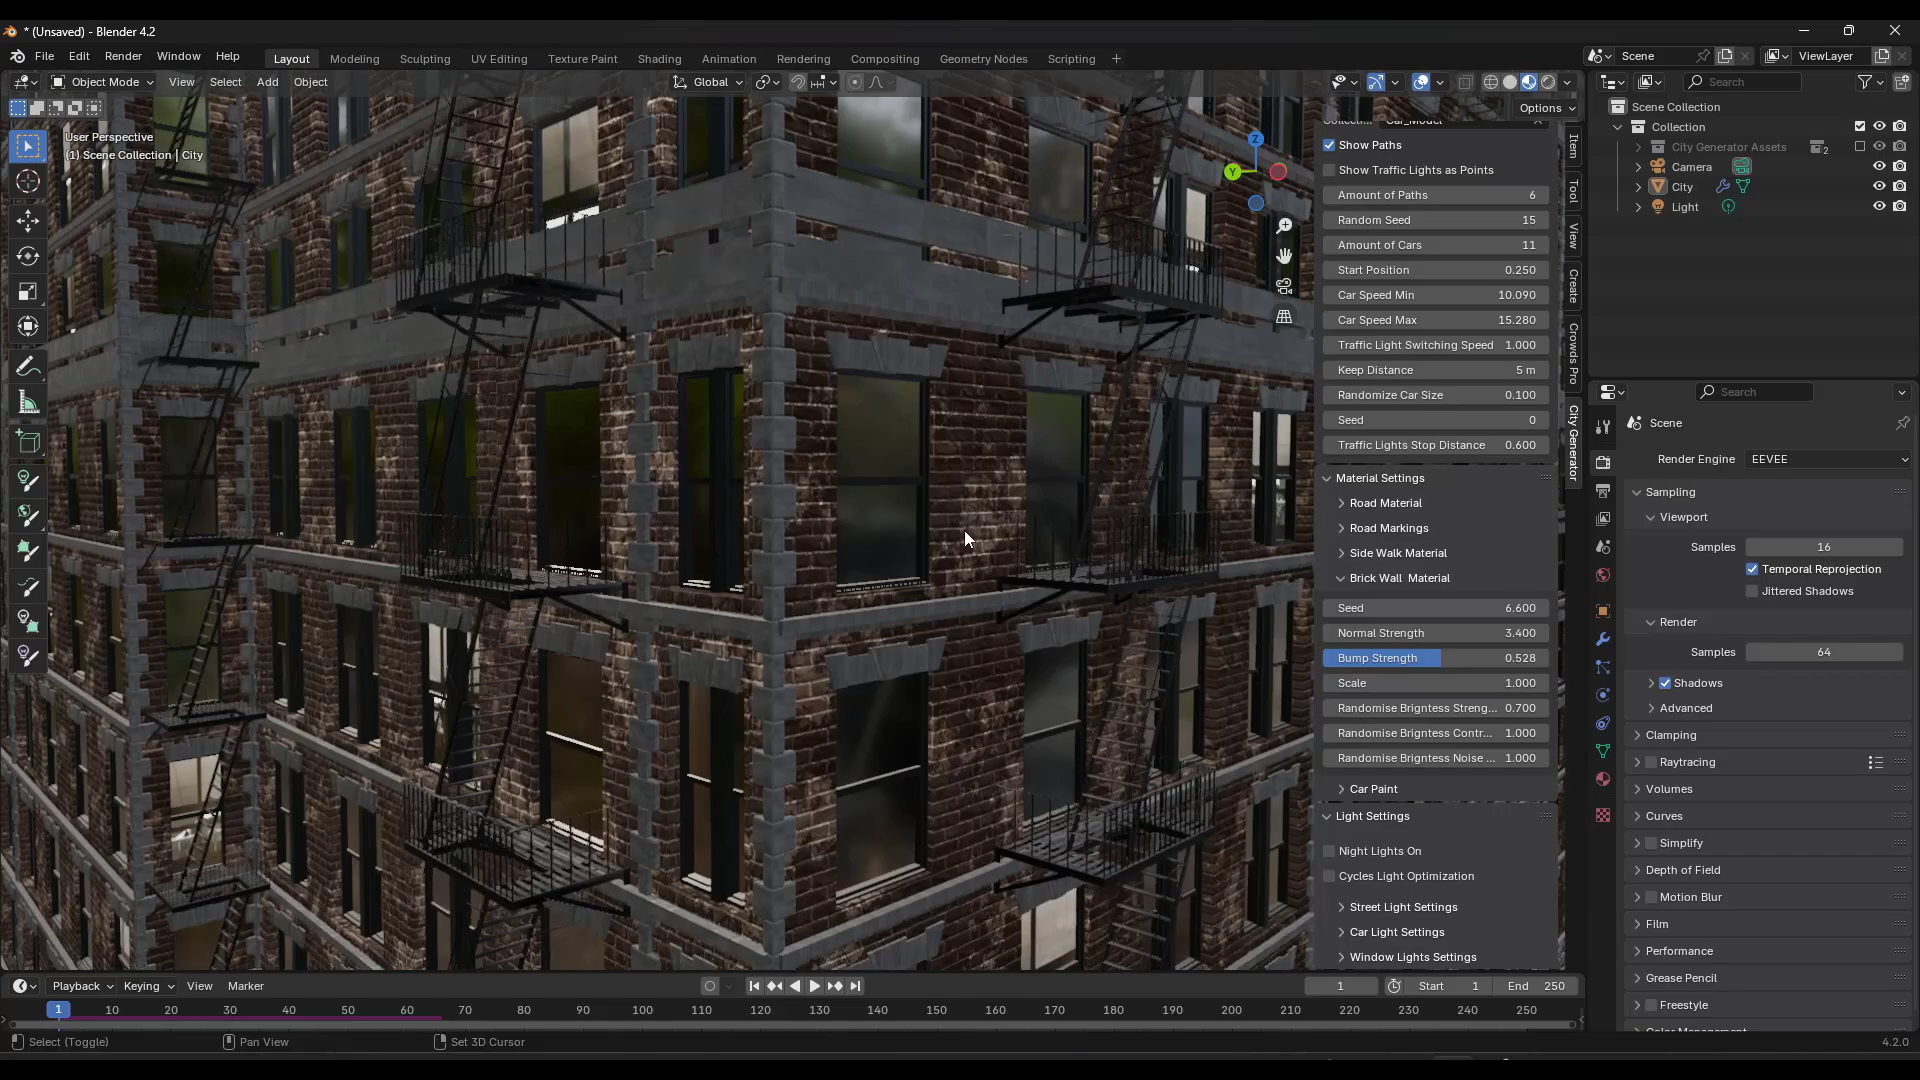 * (Unsaved) - Blender 4.2
File Edit Render Window Help Layout Modeling Sculpting UV Editing Texture Paint Shading Animation Rendering Compositing Geometry Nodes Scripting + Scene ViewLayer
Object Mode View Select Add Object Global Search
Options
User Perspective
(1) Scene Collection | City
Z
Y
Show Paths
Show Traffic Lights as Points
Amount of Paths 6
Random Seed 15
Amount of Cars 11
Start Position 0.250
Car Speed Min 10.090
Car Speed Max 15.280
Traffic Light Switching Speed 1.000
Keep Distance 5 m
Randomize Car Size 0.100
Seed 0
Traffic Lights Stop Distance 0.600
Material Settings
Road Material
Road Markings
Side Walk Material
Brick Wall Material
Seed 6.600
Normal Strength 3.400
Bump Strength 0.528
Scale 1.000
Randomise Brigntess Streng... 0.700
Randomise Brigntess Contr... 1.000
Randomise Brigntess Noise ... 1.000
Car Paint
Light Settings
Night Lights On
Cycles Light Optimization
Street Light Settings
Car Light Settings
Window Lights Settings
Item
Tool
View
Create
Crowds Pro
City Generator
Scene Collection
Collection
City Generator Assets 2
Camera
City
Light
Search
Scene
Render Engine EEVEE
Sampling
Viewport
Samples 16
Temporal Reprojection
Jittered Shadows
Render
Samples 64
Shadows
Advanced
Clamping
Raytracing
Volumes
Curves
Simplify
Depth of Field
Motion Blur
Film
Performance
Grease Pencil
Freestyle
Color Management
Playback Keying View Marker 1 Start 1 End 250
1 10 20 30 40 50 60 70 80 90 100 110 120 130 140 150 160 170 180 190 200 210 220 230 240 250
Select (Toggle) Pan View Set 3D Cursor 4.2.0